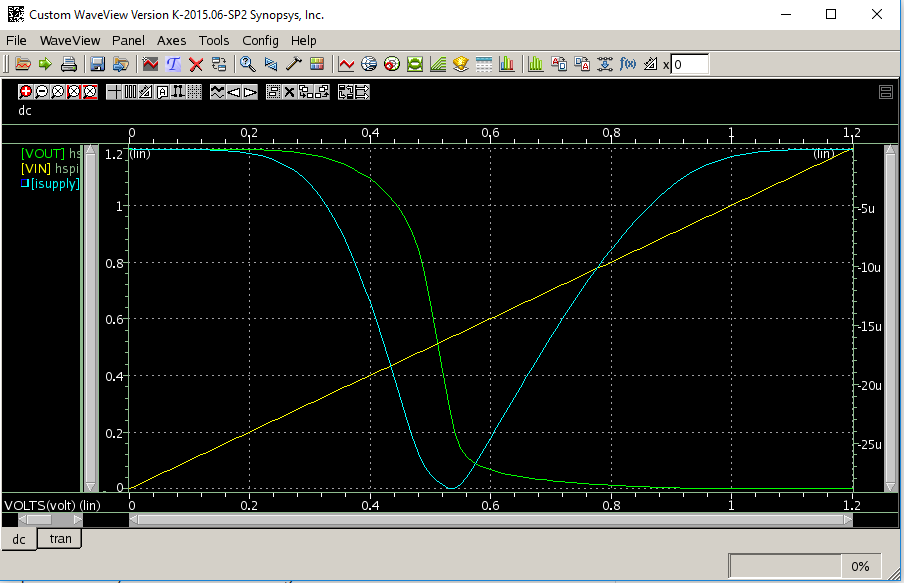 Custom WaveView Version K-2015.06-SP2 Synopsys, Inc.
File WaveView Panel Axes Tools Config Help
x 0
dc
0 0.2 0.4 0.6 0.8 1 1.2
[VOUT] hs
[VIN] hspi
[isupply]
1.2 (lin) (lin)
1 -5u
0.8 -10u
0.6 -15u
0.4 -20u
0.2 -25u
0
VOLTS(volt) (lin) 0 0.2 0.4 0.6 0.8 1 1.2
dc tran
0%